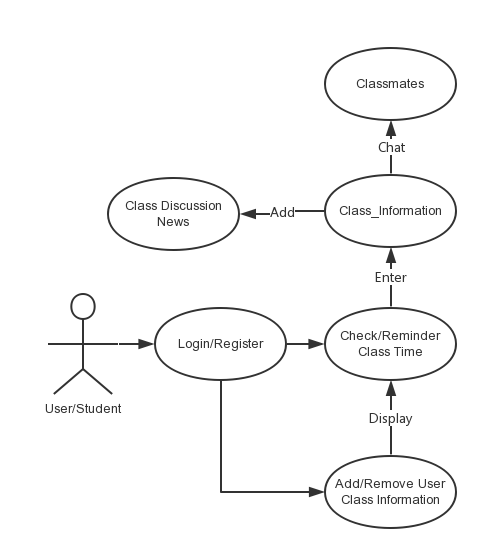 Classmates
Chat
Class Discussion
News
Add
Class_Information
Enter
Login/Register
Check/Reminder
Class Time
User/Student
Display
Add/Remove User
Class Information